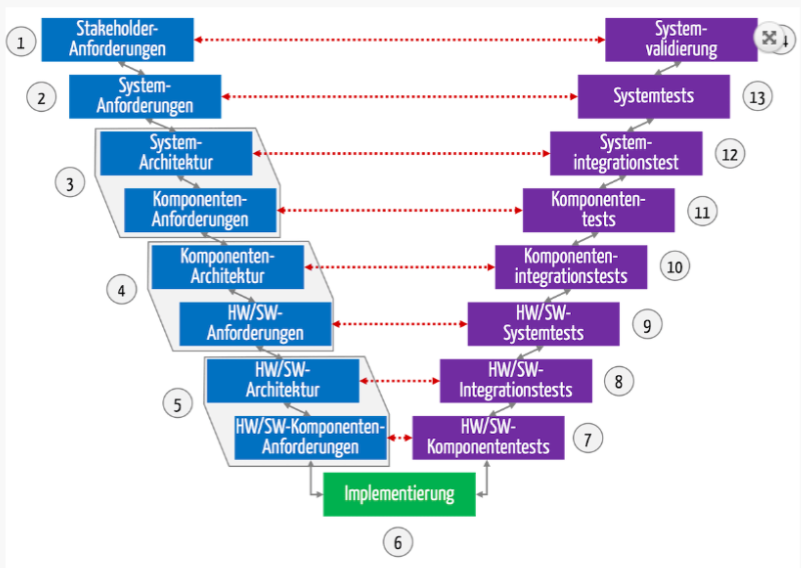 1
Stakeholder-
Anforderungen
System-
validierung
4
2
System-
Anforderungen
Systemtests
13
3
System-
Architektur
System-
integrationstest
12
Komponenten-
Anforderungen
Komponenten-
tests
11
4
Komponenten-
Architektur
Komponenten-
integrationstests
10
HW/SW-
Anforderungen
HW/SW-
Systemtests
9
5
HW/SW-
Architektur
HW/SW-
Integrationstests
8
HW/SW-Komponenten-
Anforderungen
HW/SW-
Komponententests
7
Implementierung
6